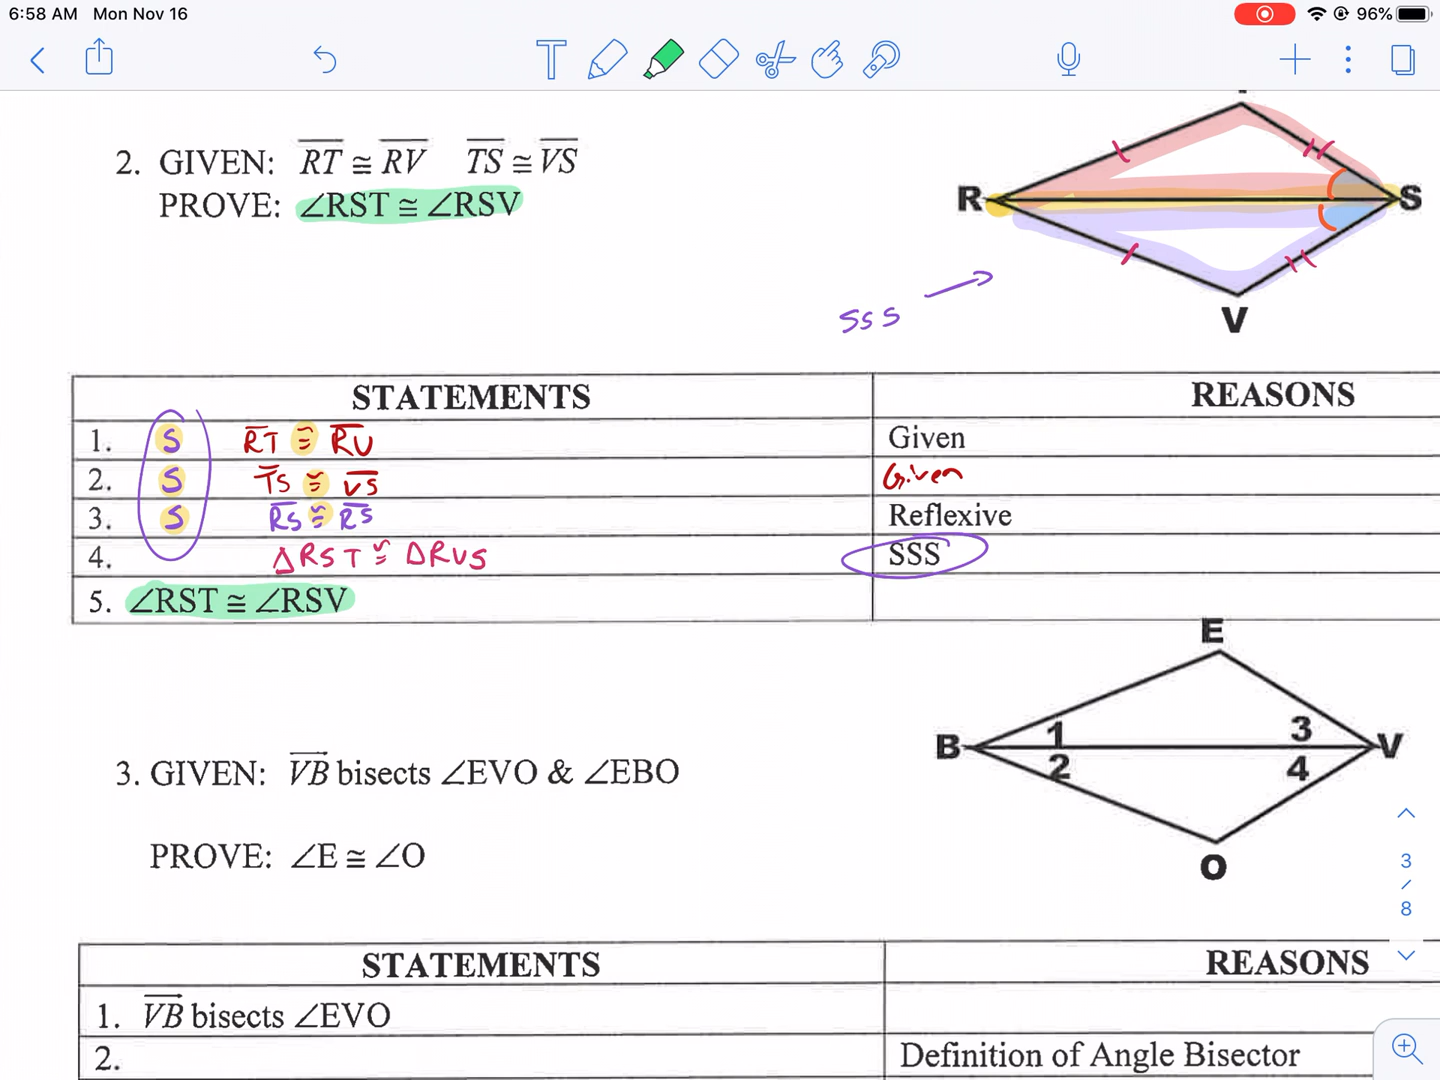 6:58 AM Mon Nov 16 96%
T
2. GIVEN: RT ≅ RV TS ≅ VS
PROVE: ∠RST ≅ ∠RSV
R S
V
SSS
STATEMENTS REASONS
1. S RT ≅ RV Given
2. S TS ≅ VS Given
3. S RS ≅ RS Reflexive
4. ΔRST ≅ ΔRVS SSS
5. ∠RST ≅ ∠RSV
E
B 1 3 V
2 4
O
3. GIVEN: VB bisects ∠EVO & ∠EBO
PROVE: ∠E ≅ ∠O
3
/
8
STATEMENTS REASONS
1. VB bisects ∠EVO
2. Definition of Angle Bisector